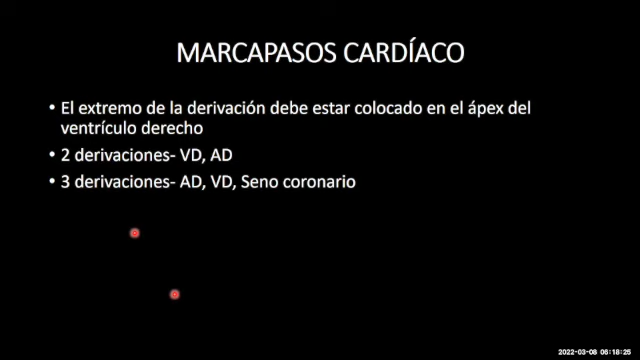 MARCAPASOS CARDÍACO
• El extremo de la derivación debe estar colocado en el ápex del
ventrículo derecho
• 2 derivaciones- VD, AD
• 3 derivaciones- AD, VD, Seno coronario
2022-03-08 06:18:25